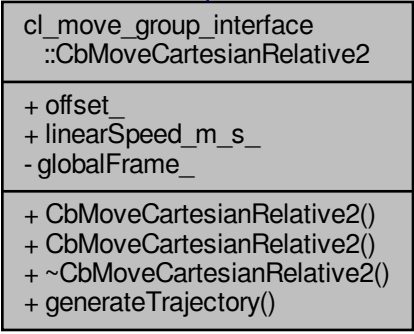 cl_move_group_interface
::CbMoveCartesianRelative2
+ offset_
+ linearSpeed_m_s_
- globalFrame_
+ CbMoveCartesianRelative2()
+ CbMoveCartesianRelative2()
+ ~CbMoveCartesianRelative2()
+ generateTrajectory()